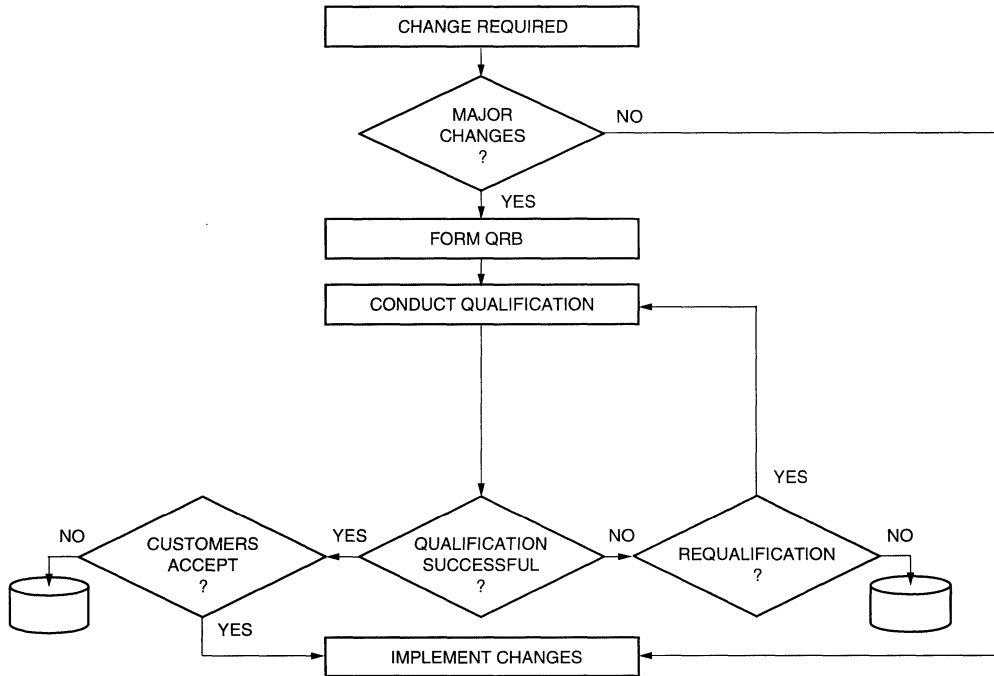 CHANGE REQUIRED
MAJOR
CHANGES
?
NO
YES
FORM QRB
CONDUCT QUALIFICATION
YES
NO
CUSTOMERS
ACCEPT
?
YES
QUALIFICATION
SUCCESSFUL
?
NO
REQUALIFICATION
?
NO
YES
IMPLEMENT CHANGES